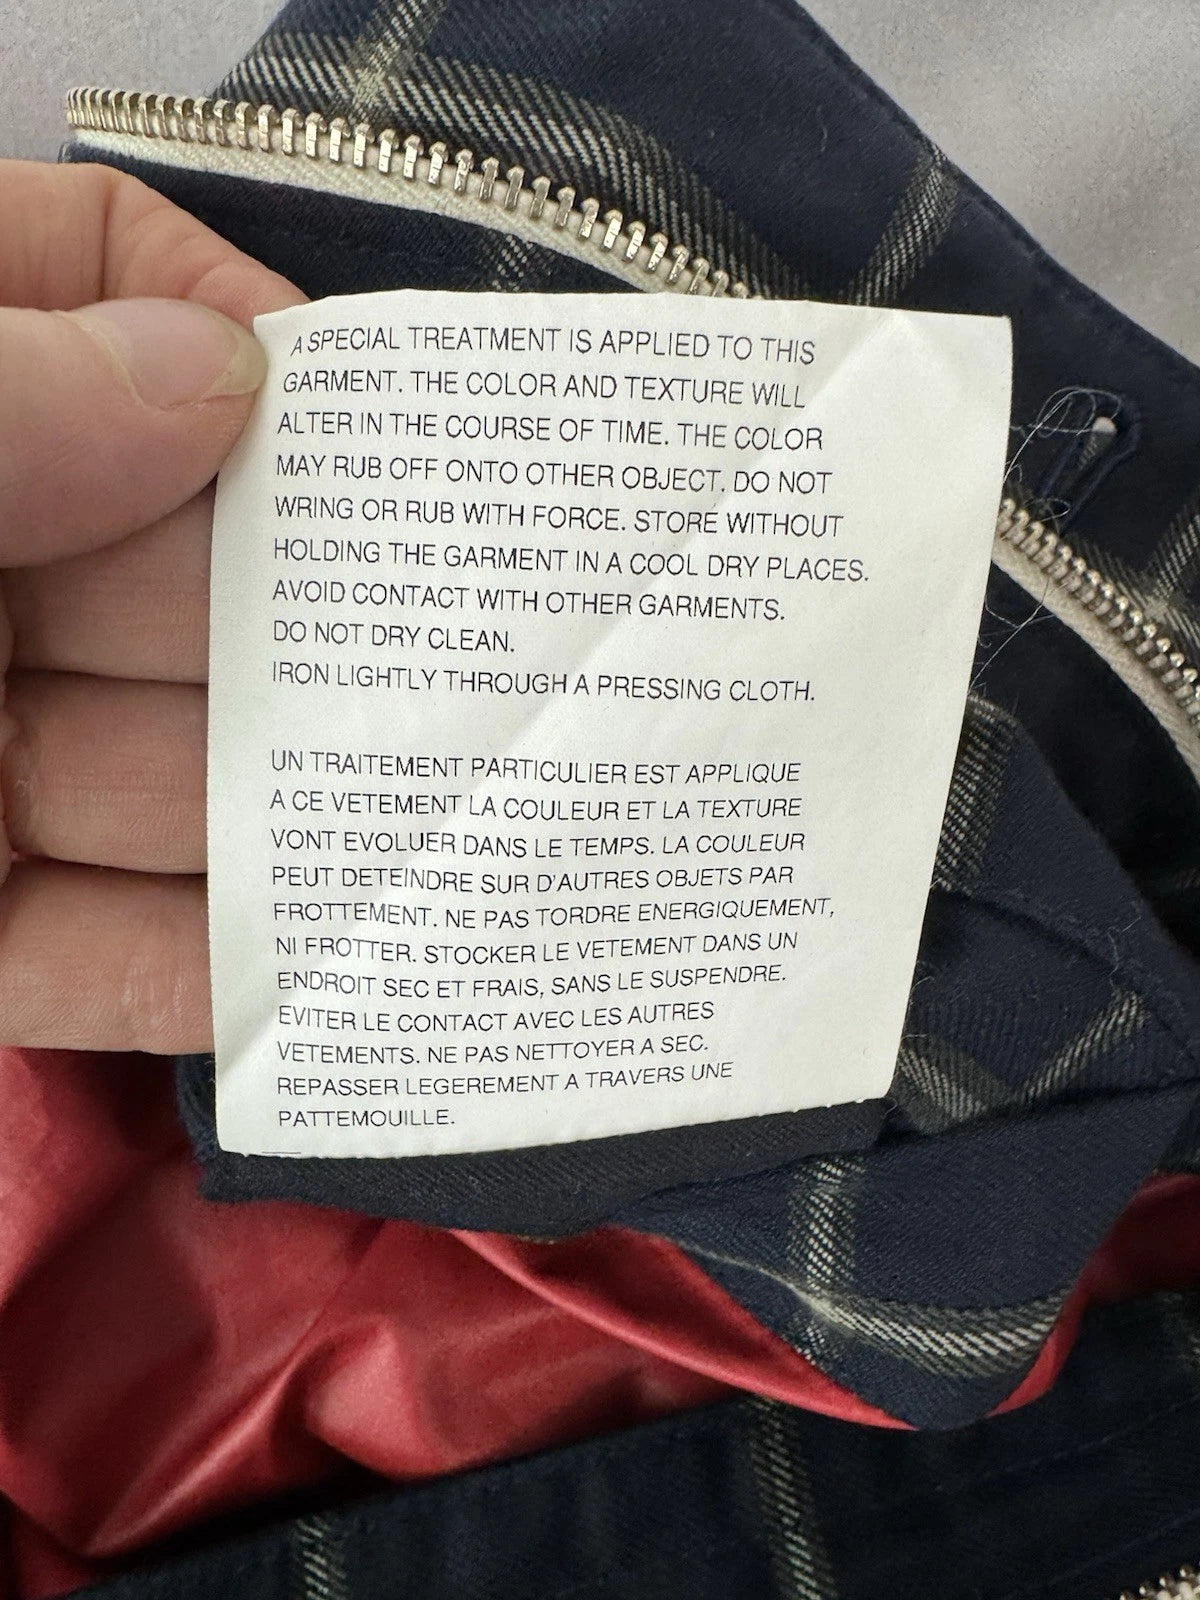 A SPECIAL TREATMENT IS APPLIED TO THIS
GARMENT. THE COLOR AND TEXTURE WILL
ALTER IN THE COURSE OF TIME. THE COLOR
MAY RUB OFF ONTO OTHER OBJECT. DO NOT
WRING OR RUB WITH FORCE. STORE WITHOUT
HOLDING THE GARMENT IN A COOL DRY PLACES.
AVOID CONTACT WITH OTHER GARMENTS.
DO NOT DRY CLEAN.
IRON LIGHTLY THROUGH A PRESSING CLOTH.
UN TRAITEMENT PARTICULIER EST APPLIQUE
A CE VETEMENT LA COULEUR ET LA TEXTURE
VONT EVOLUER DANS LE TEMPS. LA COULEUR
PEUT DETEINDRE SUR D'AUTRES OBJETS PAR
FROTTEMENT. NE PAS TORDRE ENERGIQUEMENT,
NI FROTTER. STOCKER LE VETEMENT DANS UN
ENDROIT SEC ET FRAIS, SANS LE SUSPENDRE.
EVITER LE CONTACT AVEC LES AUTRES
VETEMENTS. NE PAS NETTOYER A SEC.
REPASSER LEGEREMENT A TRAVERS UNE
PATTEMOUILLE.